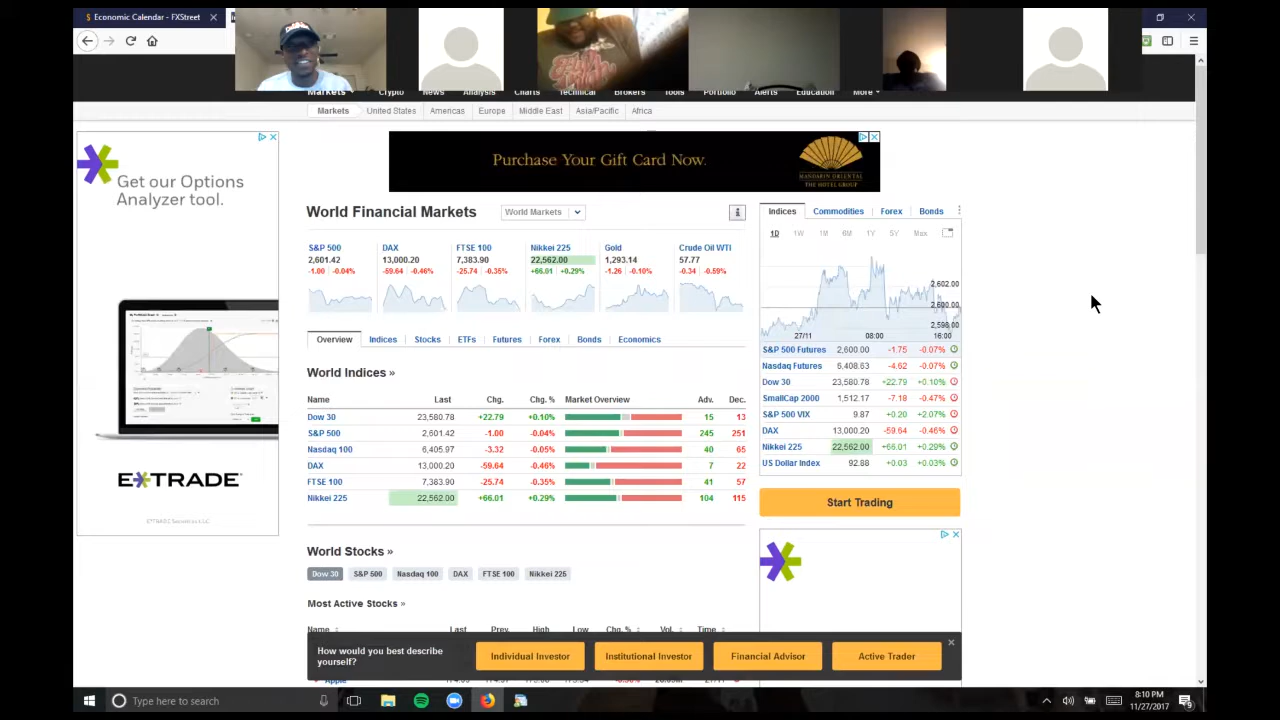 Economic Calendar - FXStreet
Markets Crypto News Analysis Charts Technical Brokers Tools Portfolio Alerts Education More
Markets United States Americas Europe Middle East Asia/Pacific Africa
Get our Options
Analyzer tool.
E*TRADE
E*TRADE Securities LLC
Purchase Your Gift Card Now.
MANDARIN ORIENTAL
THE HOTEL GROUP
World Financial Markets World Markets
S&P 500 DAX FTSE 100 Nikkei 225 Gold Crude Oil WTI
2,601.42 13,000.20 7,383.90 22,562.00 1,293.14 57.77
-1.00 -0.04% -59.64 -0.46% -25.74 -0.35% +66.01 +0.29% -1.26 -0.10% -0.34 -0.59%
Overview Indices Stocks ETFs Futures Forex Bonds Economics
World Indices »
Name Last Chg. Chg. % Market Overview Adv. Dec.
Dow 30 23,580.78 +22.79 +0.10% 15 13
S&P 500 2,601.42 -1.00 -0.04% 245 251
Nasdaq 100 6,405.97 -3.32 -0.05% 40 65
DAX 13,000.20 -59.64 -0.46% 7 22
FTSE 100 7,383.90 -25.74 -0.35% 41 57
Nikkei 225 22,562.00 +66.01 +0.29% 104 115
World Stocks »
Dow 30 S&P 500 Nasdaq 100 DAX FTSE 100 Nikkei 225
Most Active Stocks »
Name Last Prev. High Low Chg. % Vol. Time
Apple
Indices Commodities Forex Bonds
1D 1W 1M 6M 1Y 5Y Max
2,602.00
2,600.00
2,598.00
27/11 08:00 16:00
S&P 500 Futures 2,600.00 -1.75 -0.07%
Nasdaq Futures 6,408.63 -4.62 -0.07%
Dow 30 23,580.78 +22.79 +0.10%
SmallCap 2000 1,512.17 -7.18 -0.47%
S&P 500 VIX 9.87 +0.20 +2.07%
DAX 13,000.20 -59.64 -0.46%
Nikkei 225 22,562.00 +66.01 +0.29%
US Dollar Index 92.88 +0.03 +0.03%
Start Trading
How would you best describe
yourself?
Individual Investor Institutional Investor Financial Advisor Active Trader
Type here to search
8:10 PM
11/27/2017